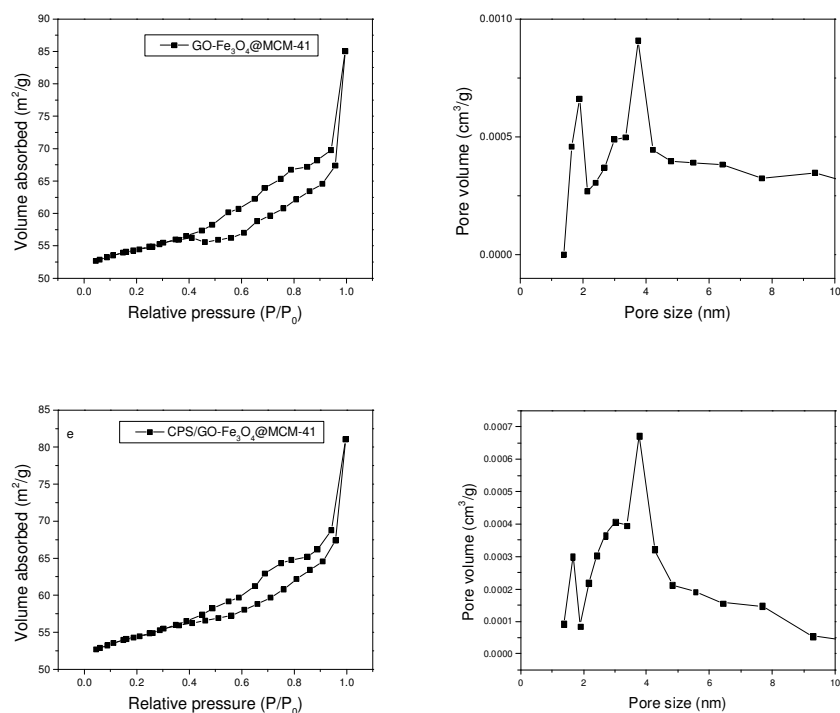 90
85
80
75
70
65
60
55
50
Volume absorbed (m²/g)
GO-Fe₃O₄@MCM-41
0.0 0.2 0.4 0.6 0.8 1.0
Relative pressure (P/P₀)
0.0010
0.0005
0.0000
Pore volume (cm³/g)
0 2 4 6 8 10
Pore size (nm)
85
80
75
70
65
60
55
50
Volume absorbed (m²/g)
e
CPS/GO-Fe₃O₄@MCM-41
0.0 0.2 0.4 0.6 0.8 1.0
Relative pressure (P/P₀)
0.0007
0.0006
0.0005
0.0004
0.0003
0.0002
0.0001
0.0000
Pore volume (cm³/g)
0 2 4 6 8 10
Pore size (nm)